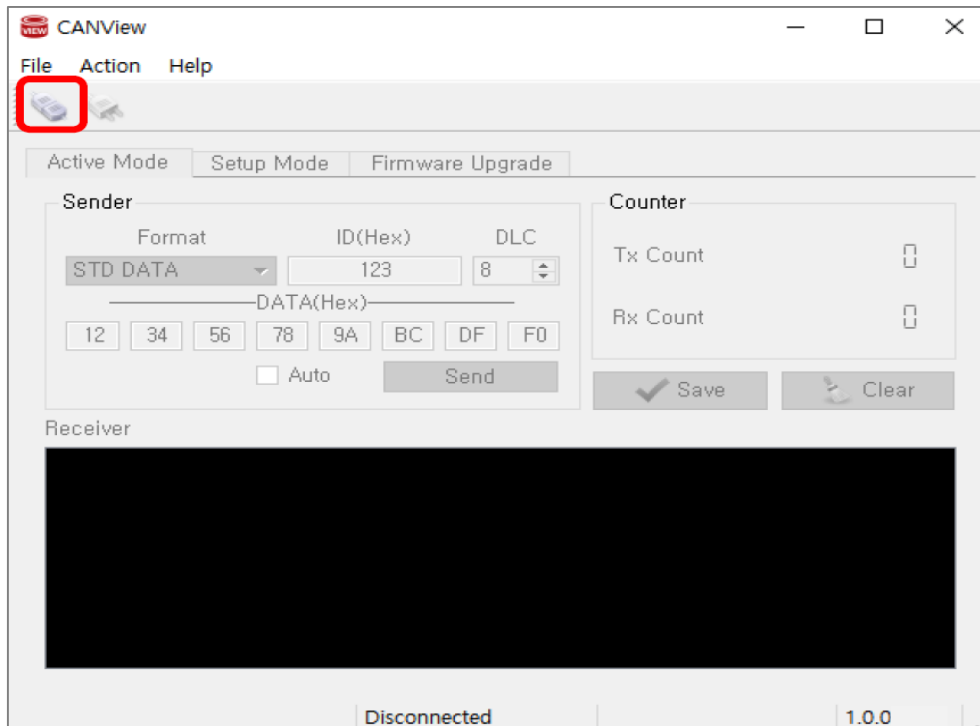 VIEW
CANView
File Action Help
Active Mode Setup Mode Firmware Upgrade
Sender
Format ID(Hex) DLC
STD DATA 123 8
DATA(Hex)
12 34 56 78 9A BC DF F0
Auto Send
Counter
Tx Count 0
Rx Count 0
Save Clear
Receiver
Disconnected 1.0.0